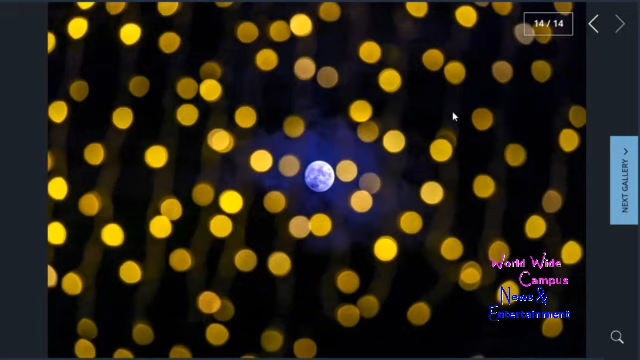 14 / 14
NEXT GALLERY
World Wide
Campus
News &
Entertainment